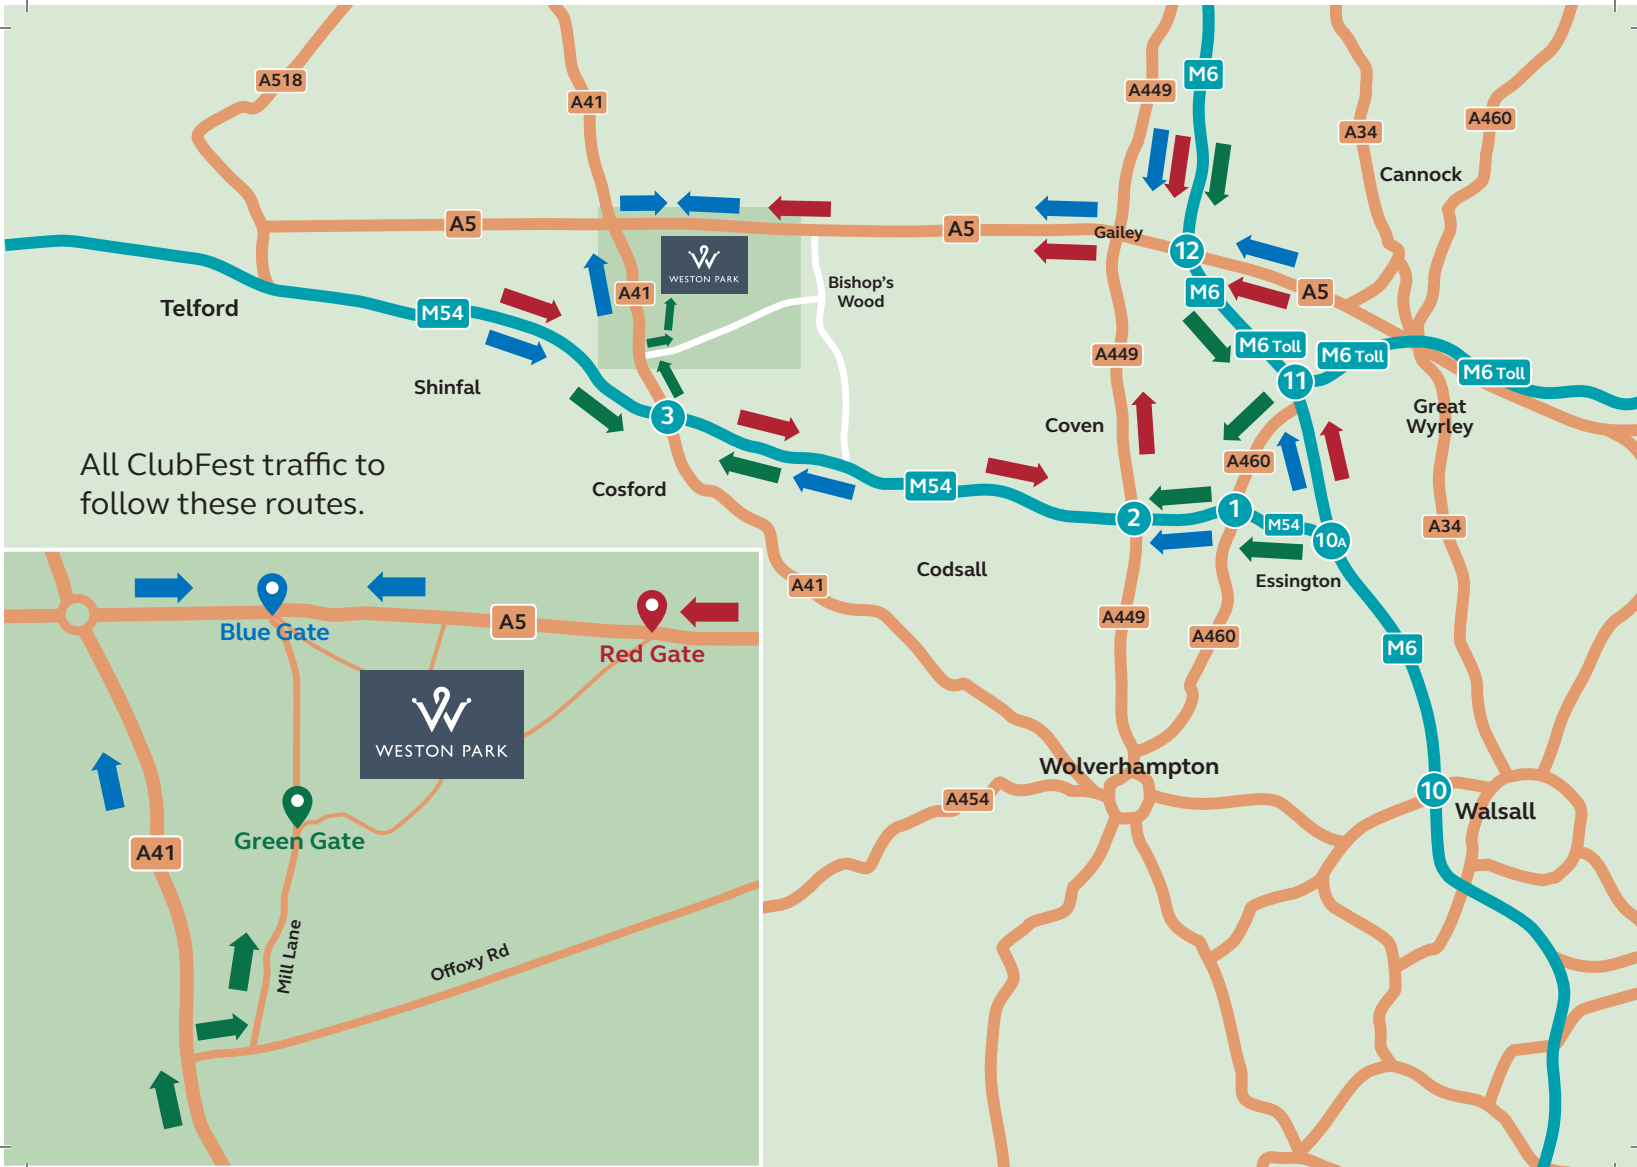 A518
A41
A449
M6
A34
A460
Cannock
A5
A5
Gailey
12
WESTON PARK
A41
Bishop's
Wood
M6
A5
Telford
M54
M6 Toll
M6 Toll
M6 Toll
A449
11
Shinfal
3
Coven
Great
Wyrley
All ClubFest traffic to
follow these routes.
A460
Cosford
M54
2
1
M54
10A
A34
Codsall
Essington
A41
A449
A460
M6
Wolverhampton
A454
10
Walsall
Blue Gate
A5
Red Gate
WESTON PARK
Green Gate
A41
Mill Lane
Offoxy Rd